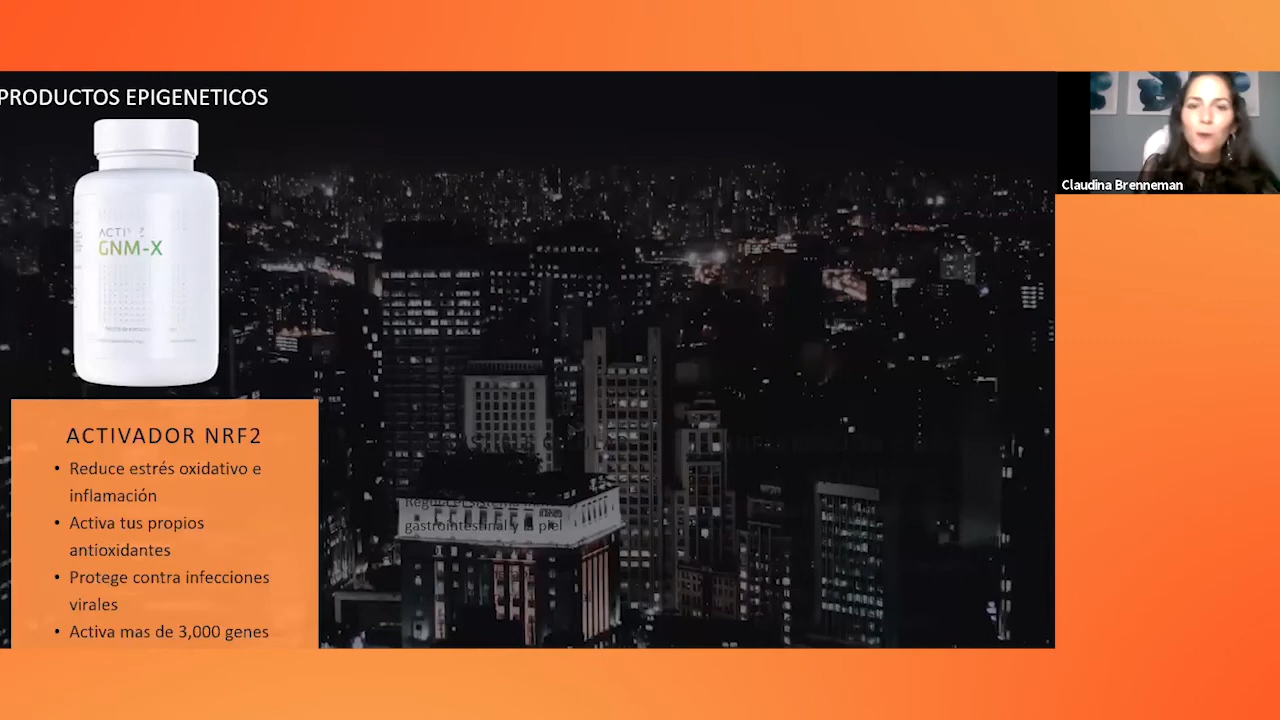 PRODUCTOS EPIGENETICOS
GNM-X
ACTIVADOR NRF2
• Reduce estrés oxidativo e
inflamación
• Activa tus propios
antioxidantes
• Protege contra infecciones
virales
• Activa mas de 3,000 genes
gastrointestinal y la piel
Claudina Brenneman